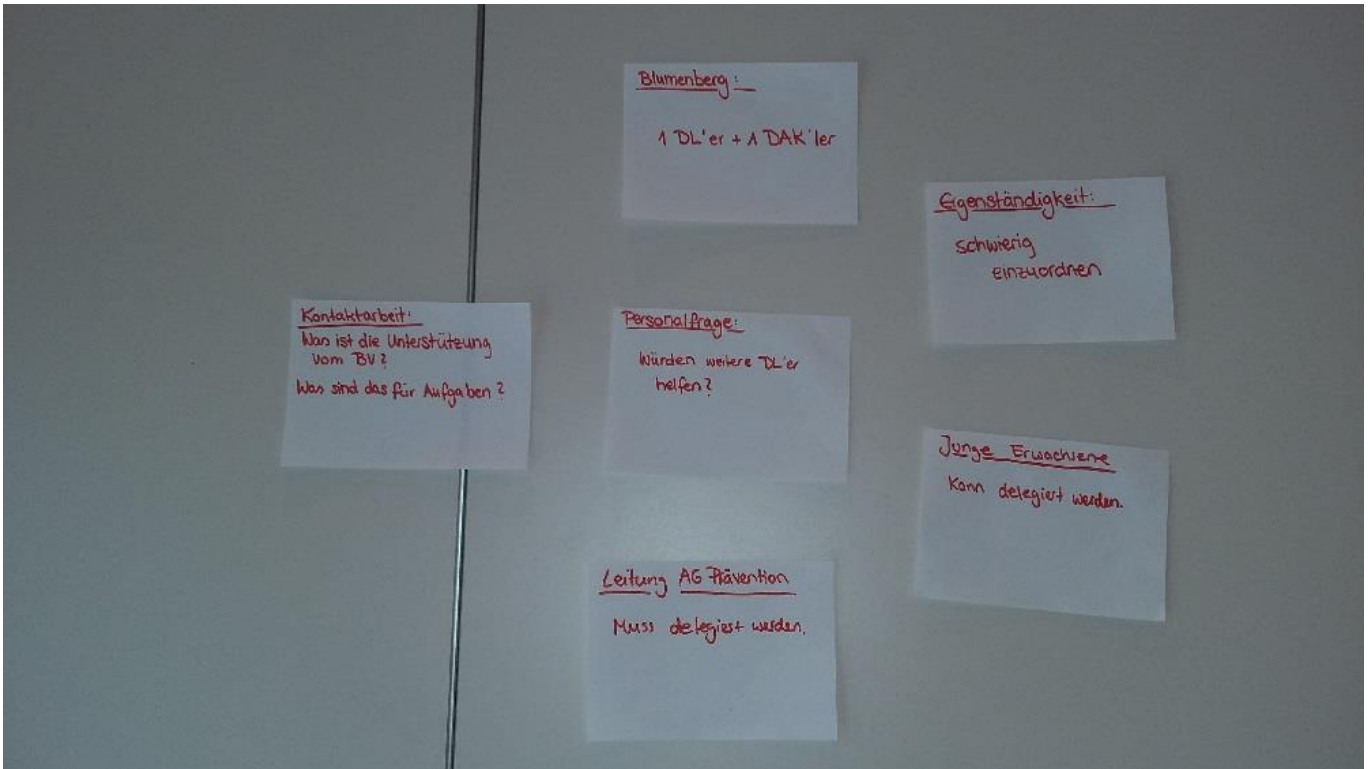 Blumenberg:
1 DL'er + 1 DAK'ler
Eigenständigkeit:
schwierig
einzuordnen
Kontaktarbeit:
Was ist die Unterstützung
vom BV?
Was sind das für Aufgaben?
Personalfrage:
Würden weitere DL'er
helfen?
Junge Erwachsene
Kann delegiert werden.
Leitung AG Prävention
Muss delegiert werden.